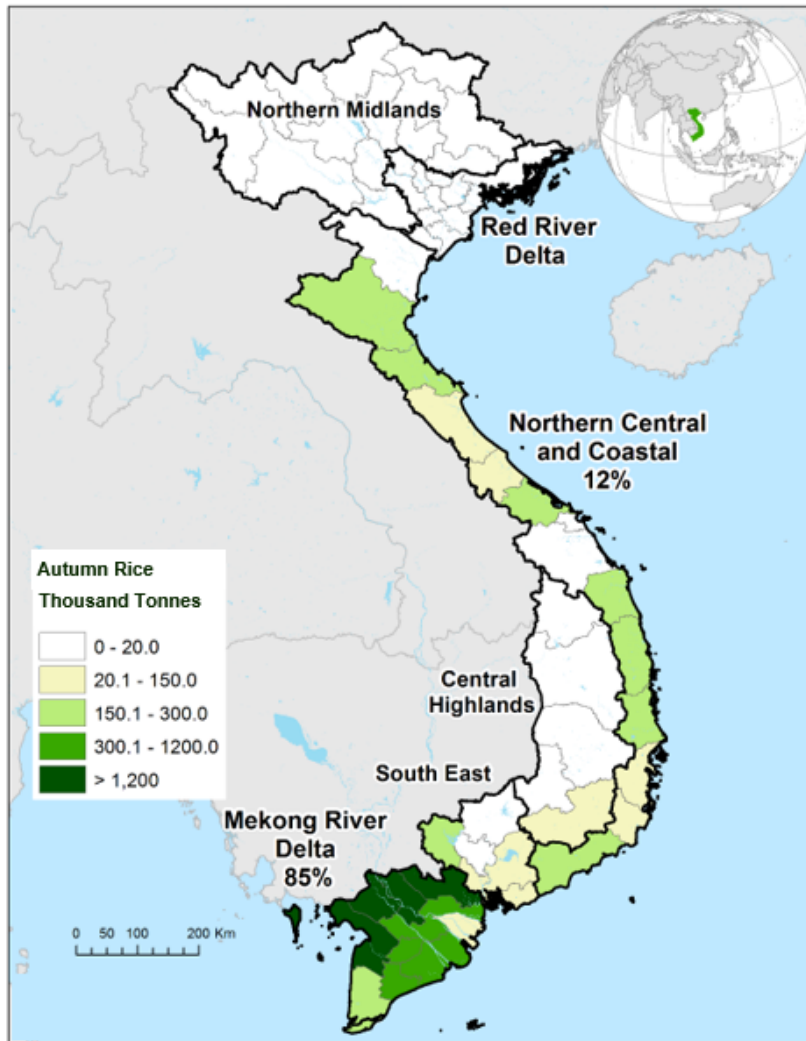 Northern Midlands
Red River
Delta
Northern Central
and Coastal
12%
Autumn Rice
Thousand Tonnes
0 - 20.0
20.1 - 150.0
150.1 - 300.0
300.1 - 1200.0
> 1,200
Central
Highlands
South East
Mekong River
Delta
85%
0 50 100 200 Km